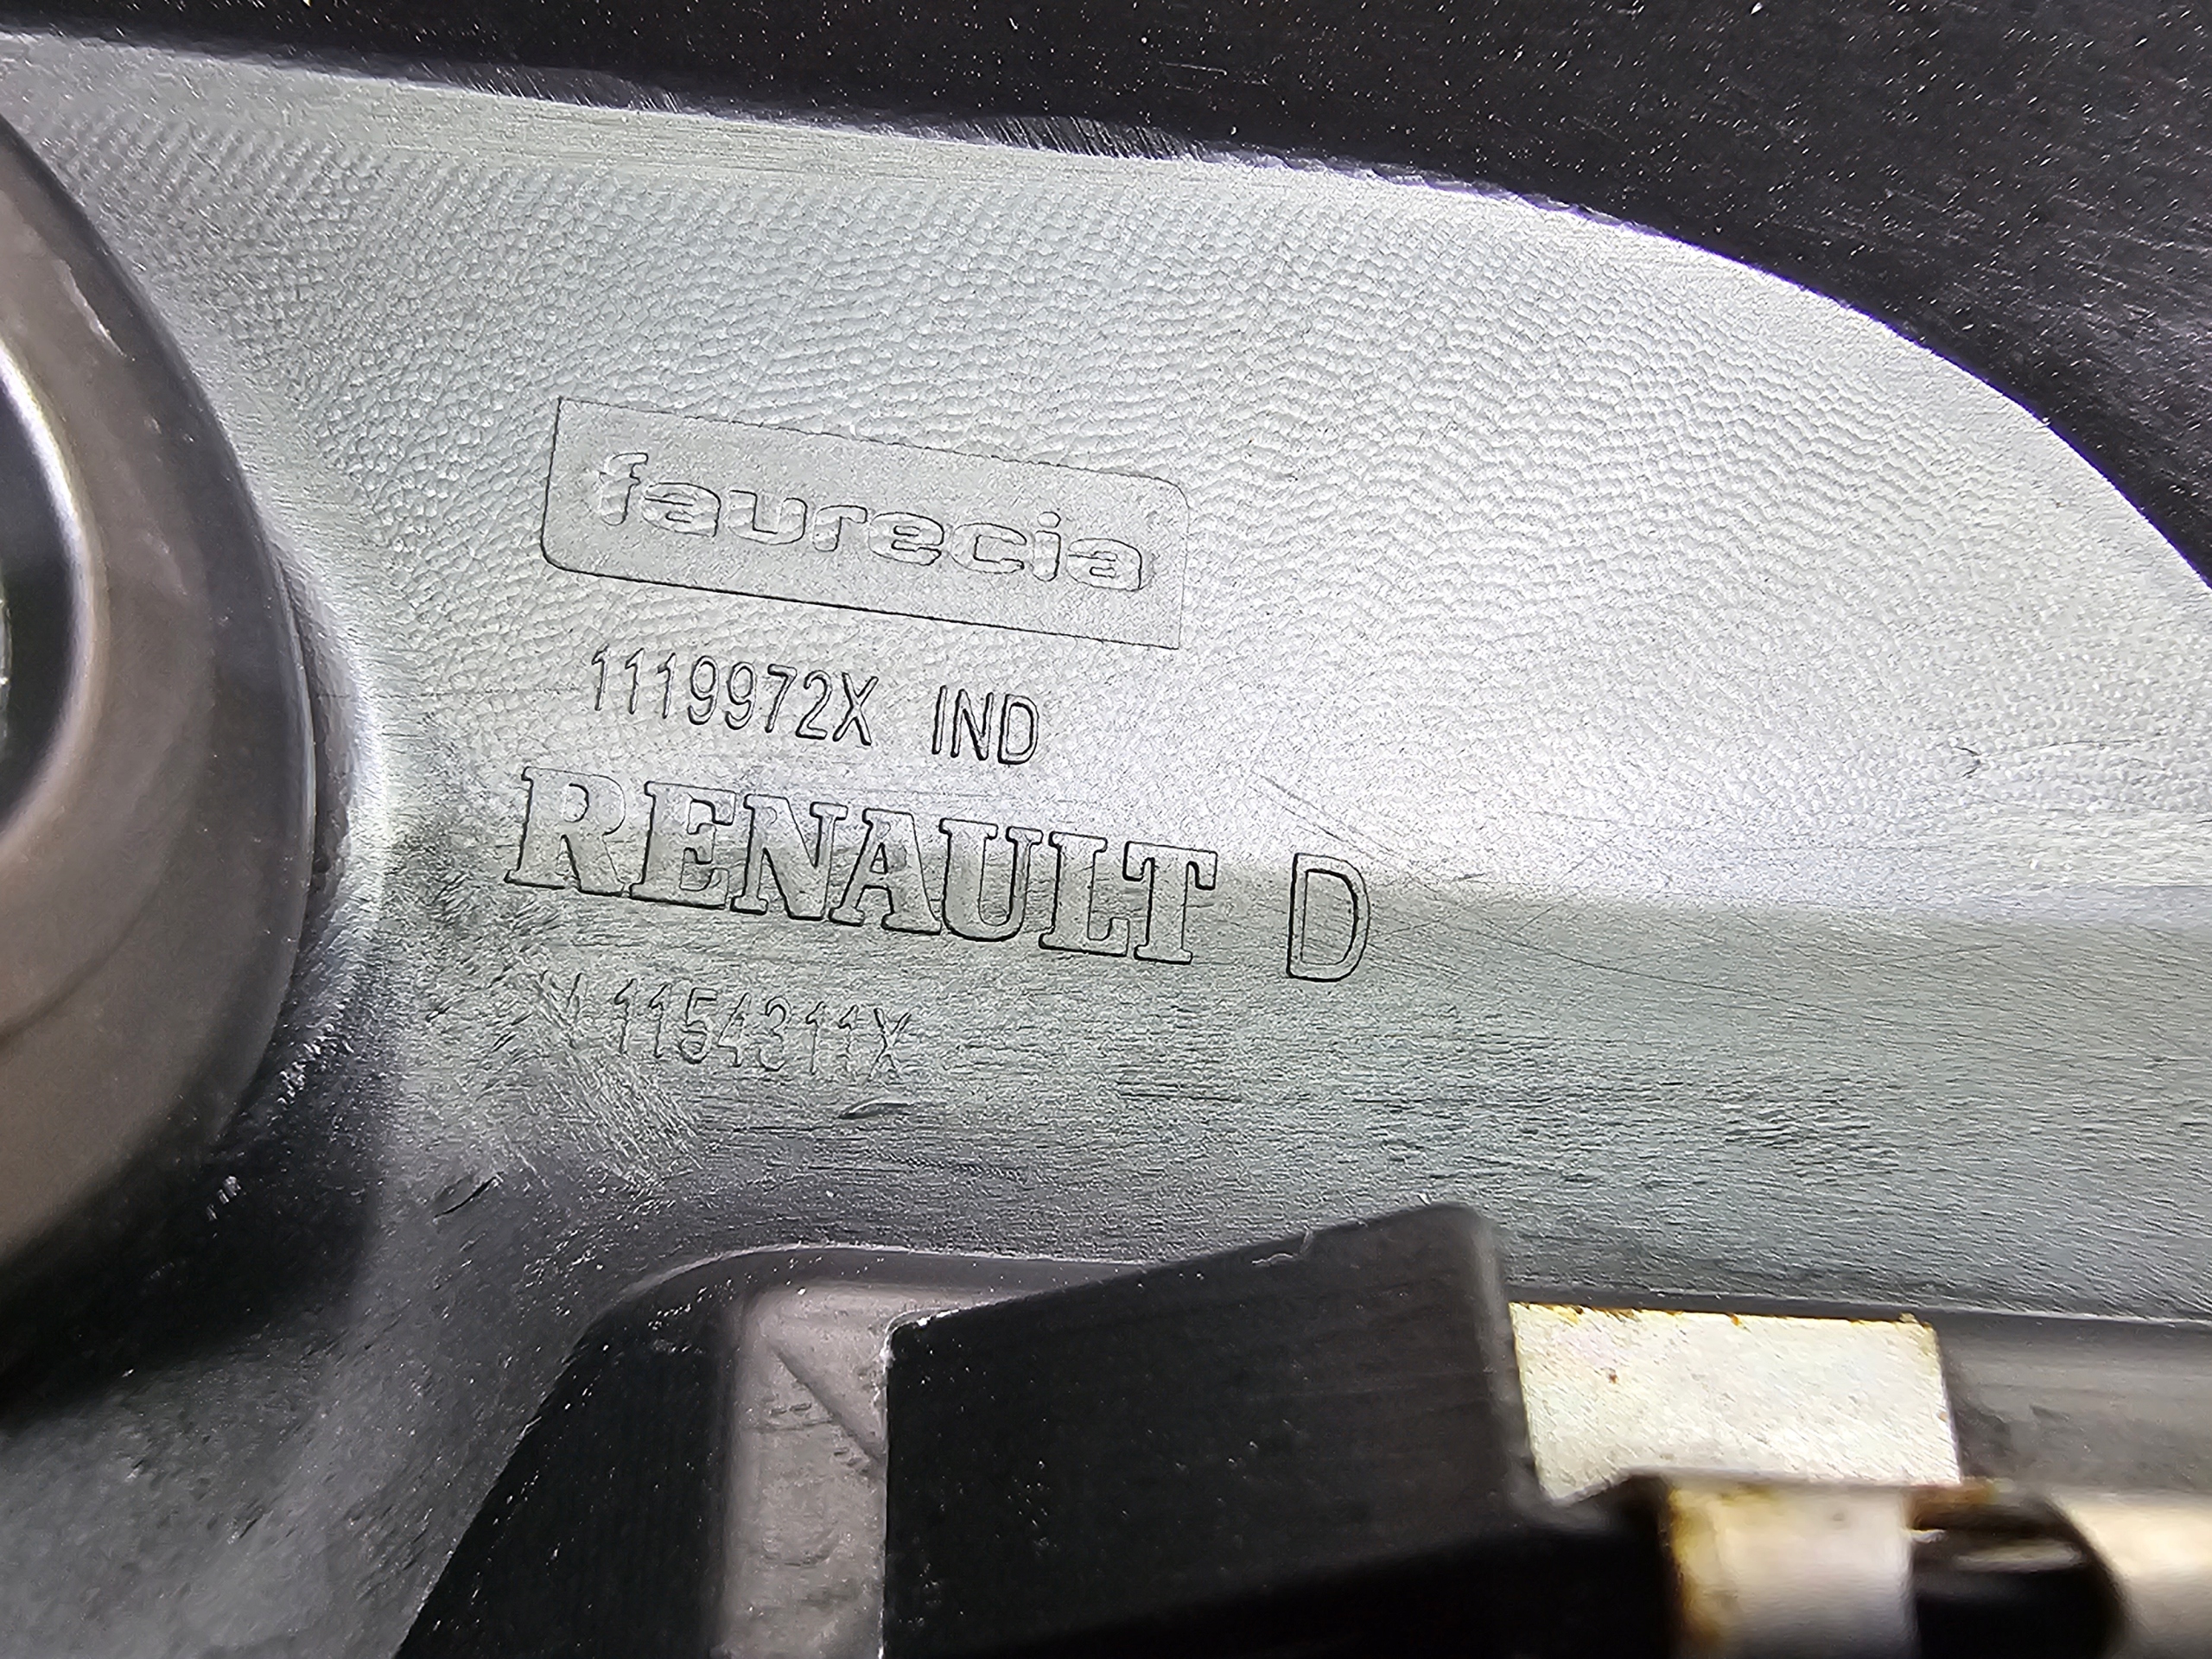 faurecia
1119972X IND
RENAULT D
M 1154311X